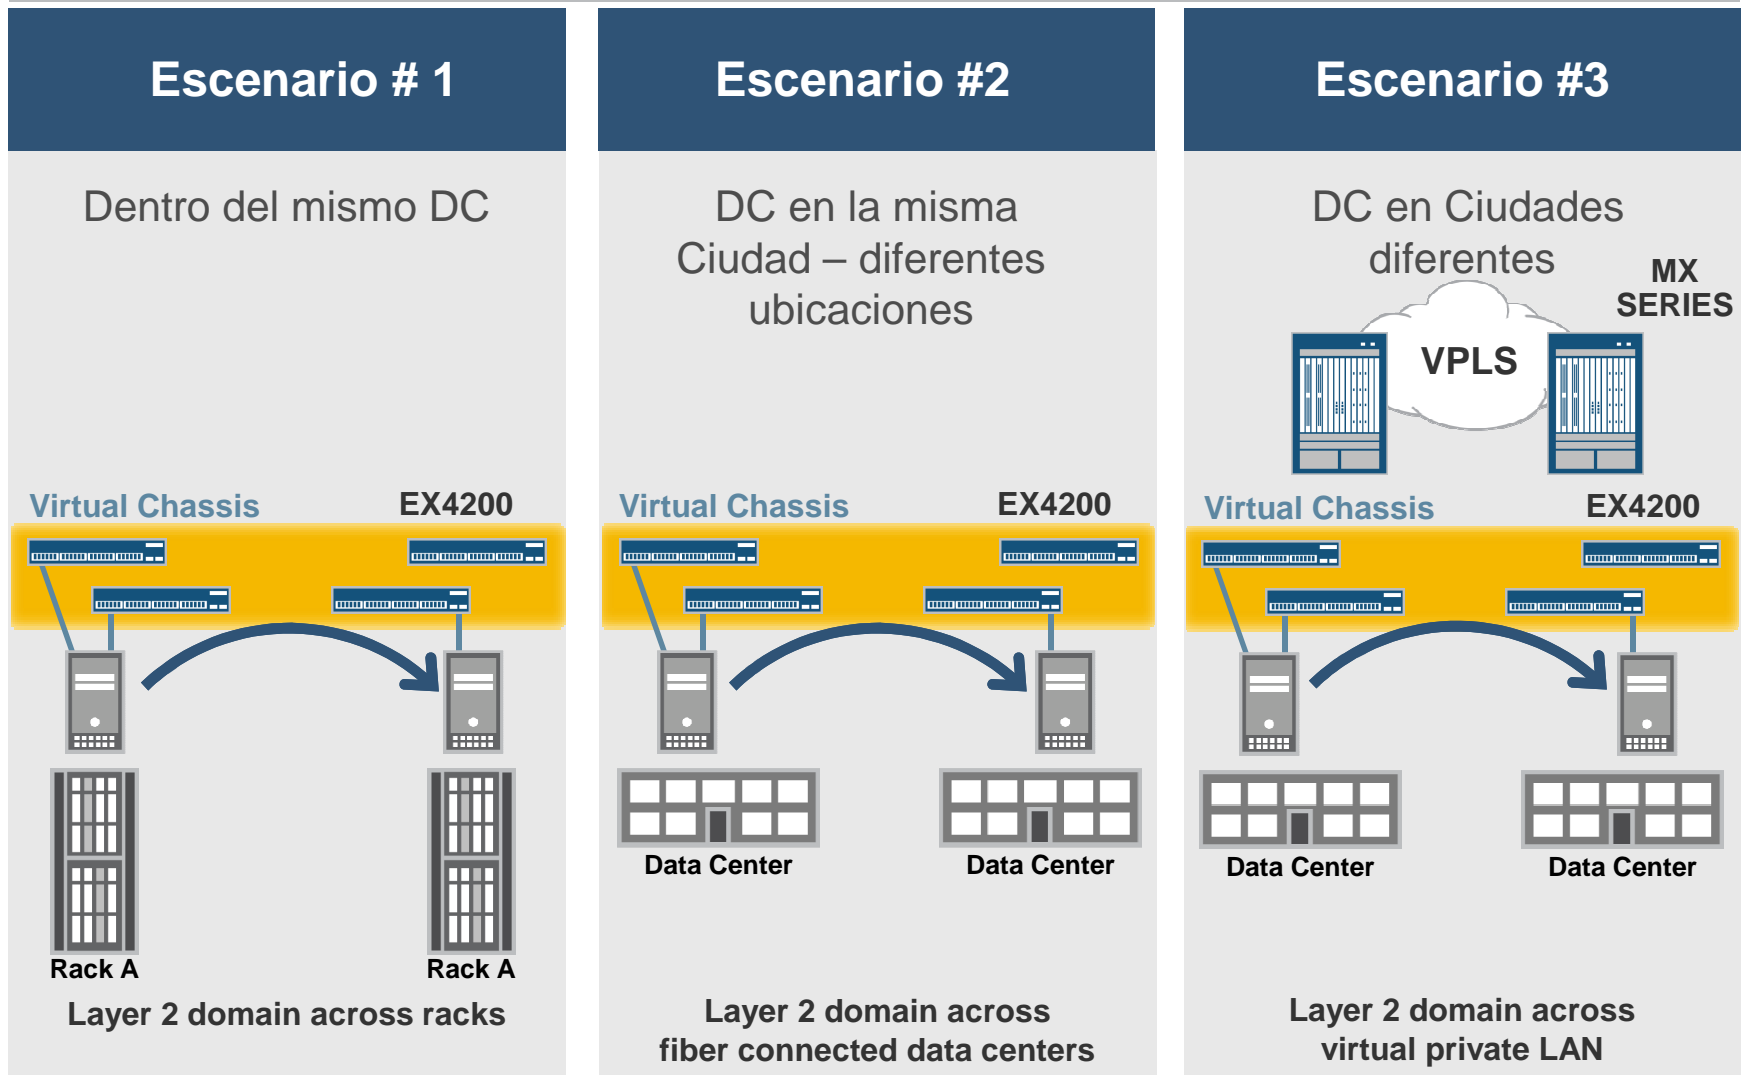 Escenario # 1
Dentro del mismo DC
Virtual Chassis
EX4200
Rack A
Rack A
Layer 2 domain across racks
Escenario #2
DC en la misma
Ciudad – diferentes
ubicaciones
Virtual Chassis
EX4200
Data Center
Data Center
Layer 2 domain across
fiber connected data centers
Escenario #3
DC en Ciudades
diferentes
MX
SERIES
VPLS
Virtual Chassis
EX4200
Data Center
Data Center
Layer 2 domain across
virtual private LAN